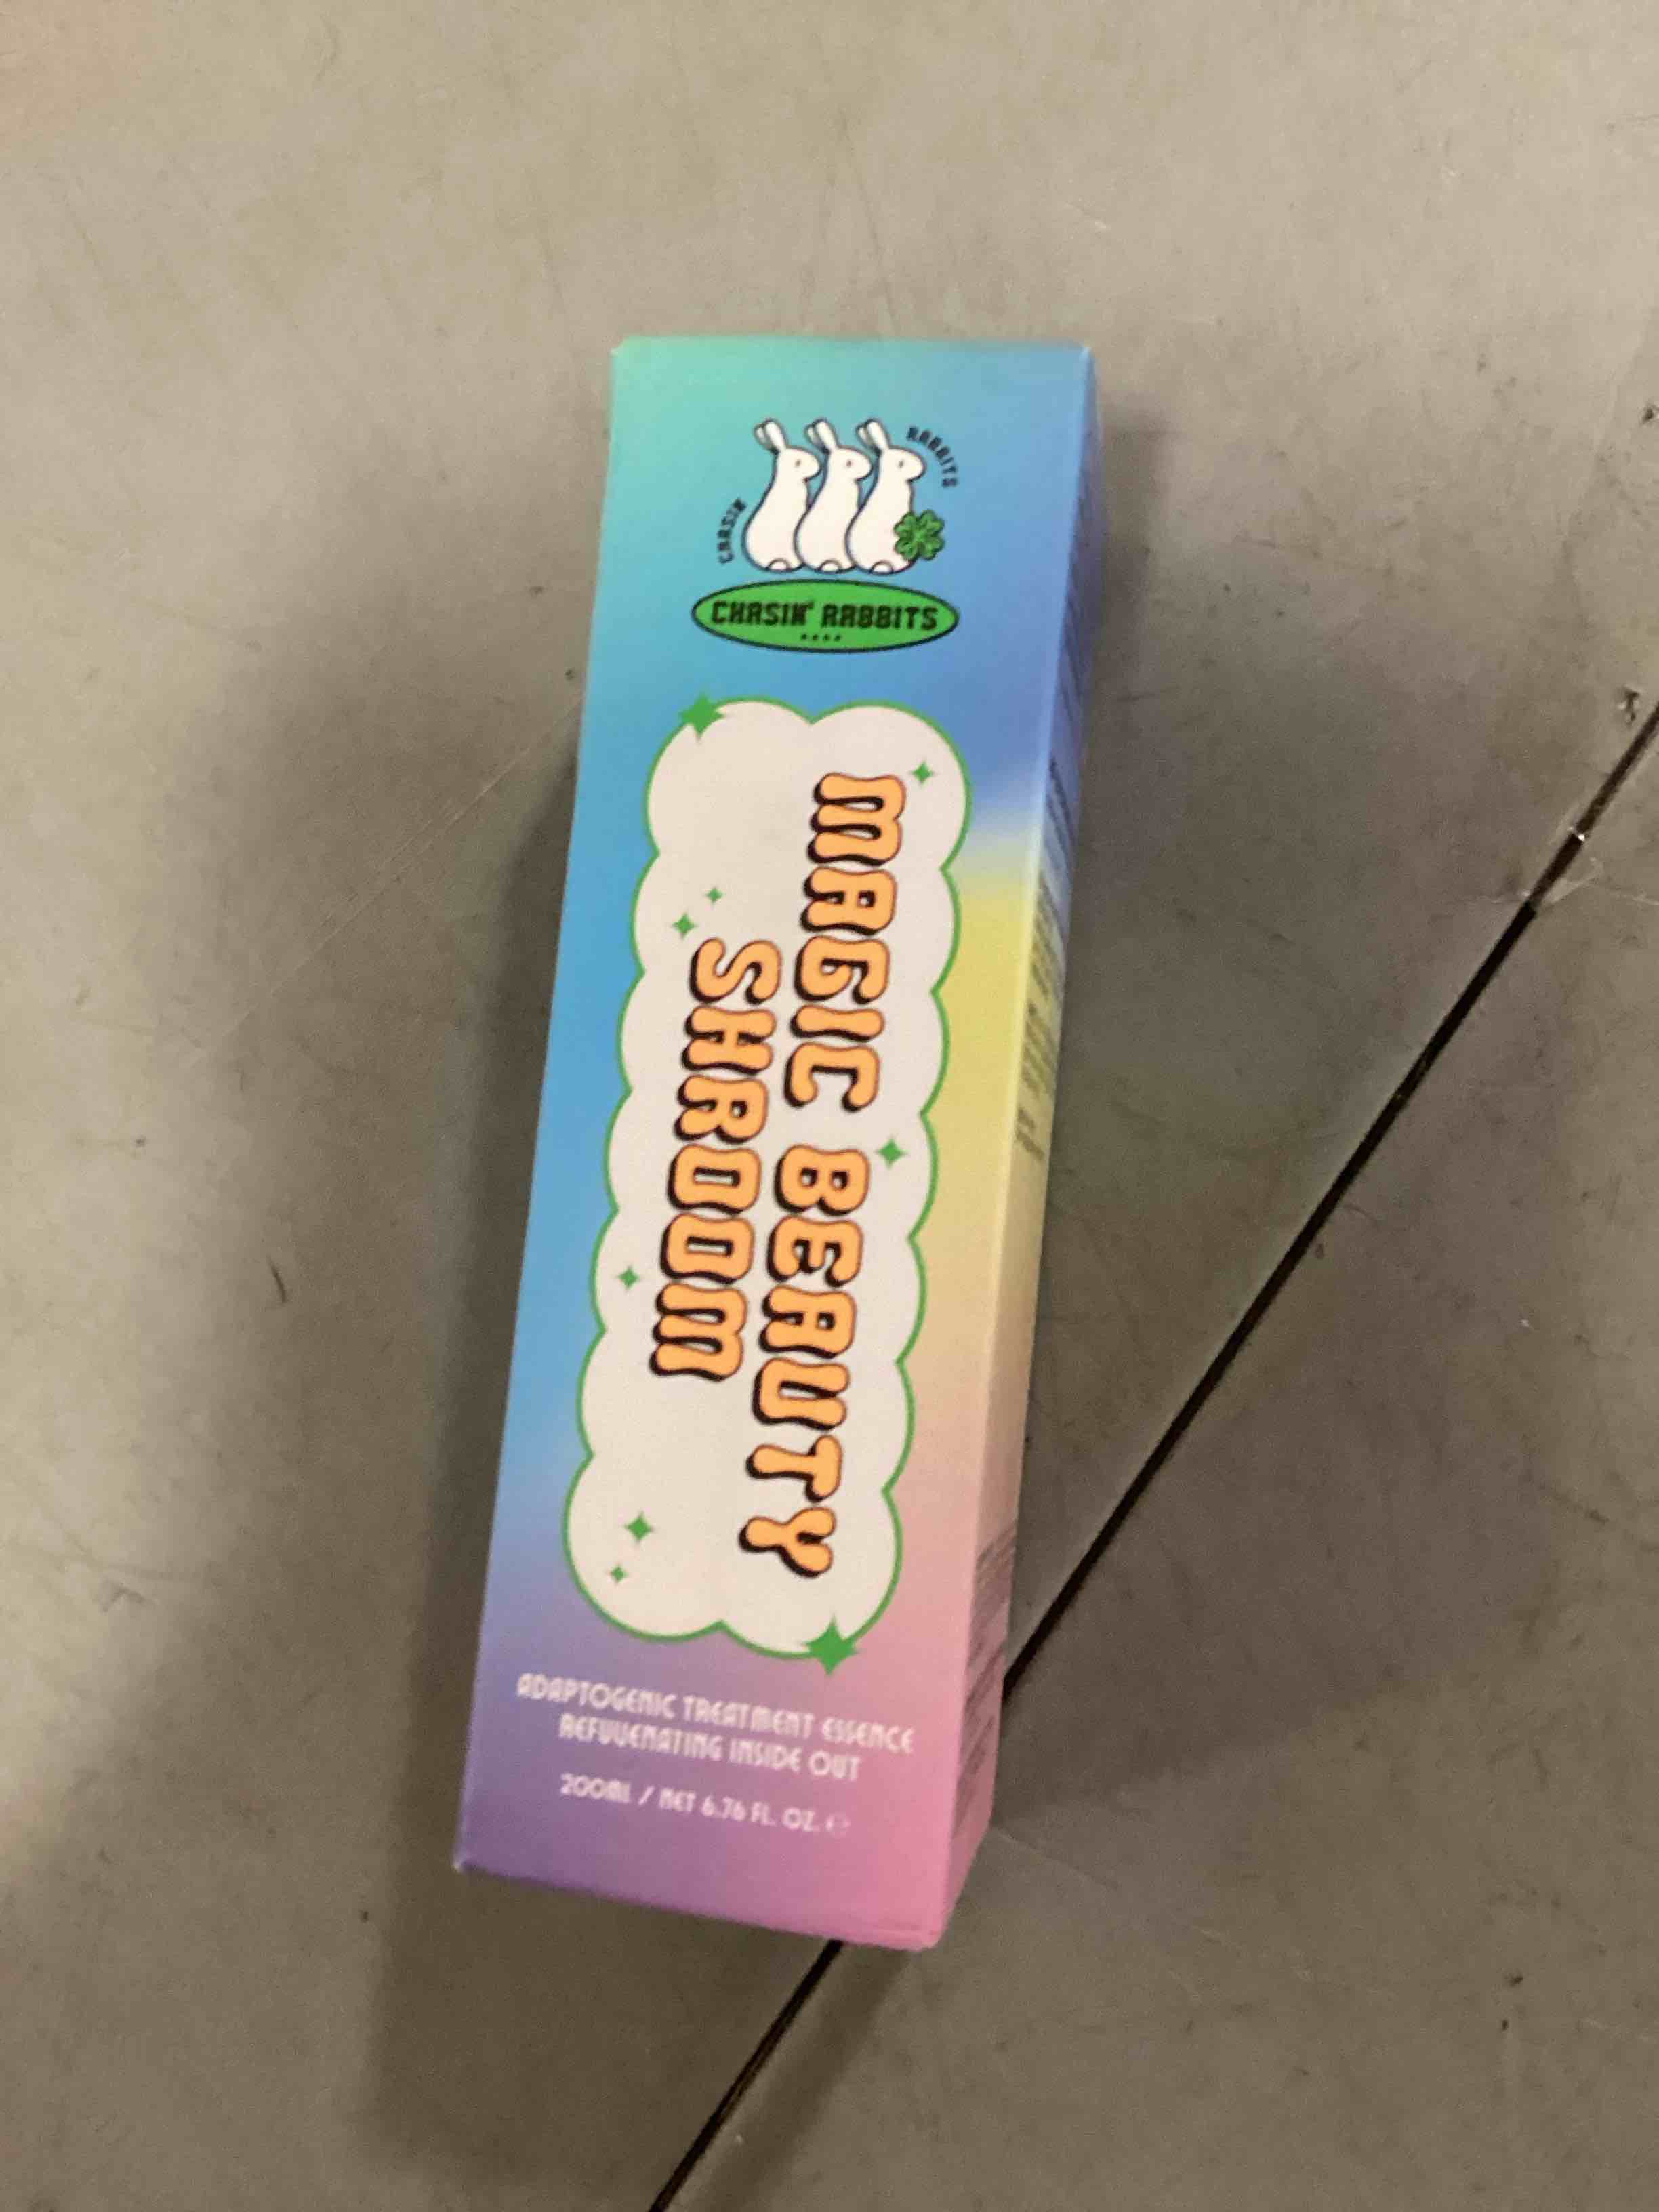 CHASIN RABBITS
CHASIN' RABBITS
MAGIC BEAUTY
SHROOM
ADAPTOGENIC TREATMENT ESSENCE
REJUVENATING INSIDE OUT
200ML / NET 6.76 FL. OZ. ℮